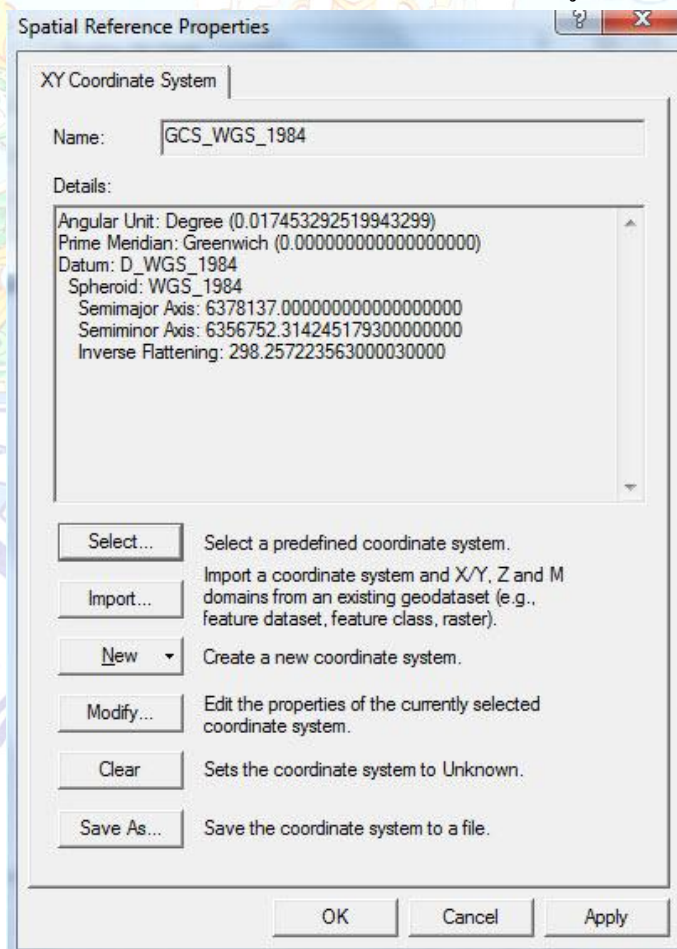 Spatial Reference Properties
XY Coordinate System
Name: GCS_WGS_1984
Details:
Angular Unit: Degree (0.017453292519943299)
Prime Meridian: Greenwich (0.000000000000000000)
Datum: D_WGS_1984
Spheroid: WGS_1984
Semimajor Axis: 6378137.000000000000000000
Semiminor Axis: 6356752.314245179300000000
Inverse Flattening: 298.257223563000030000
Select... Select a predefined coordinate system.
Import... Import a coordinate system and X/Y, Z and M
domains from an existing geodataset (e.g.,
feature dataset, feature class, raster).
New Create a new coordinate system.
Modify... Edit the properties of the currently selected
coordinate system.
Clear Sets the coordinate system to Unknown.
Save As... Save the coordinate system to a file.
OK Cancel Apply